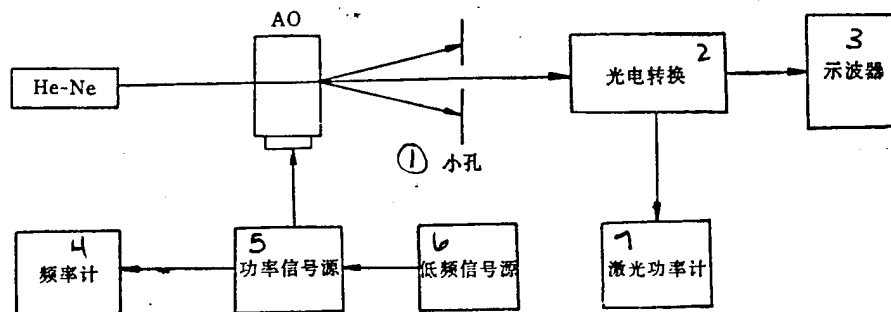 AO
He-Ne
① 小孔
2
光电转换
3
示波器
4
频率计
5
功率信号源
6
低频信号源
7
激光功率计